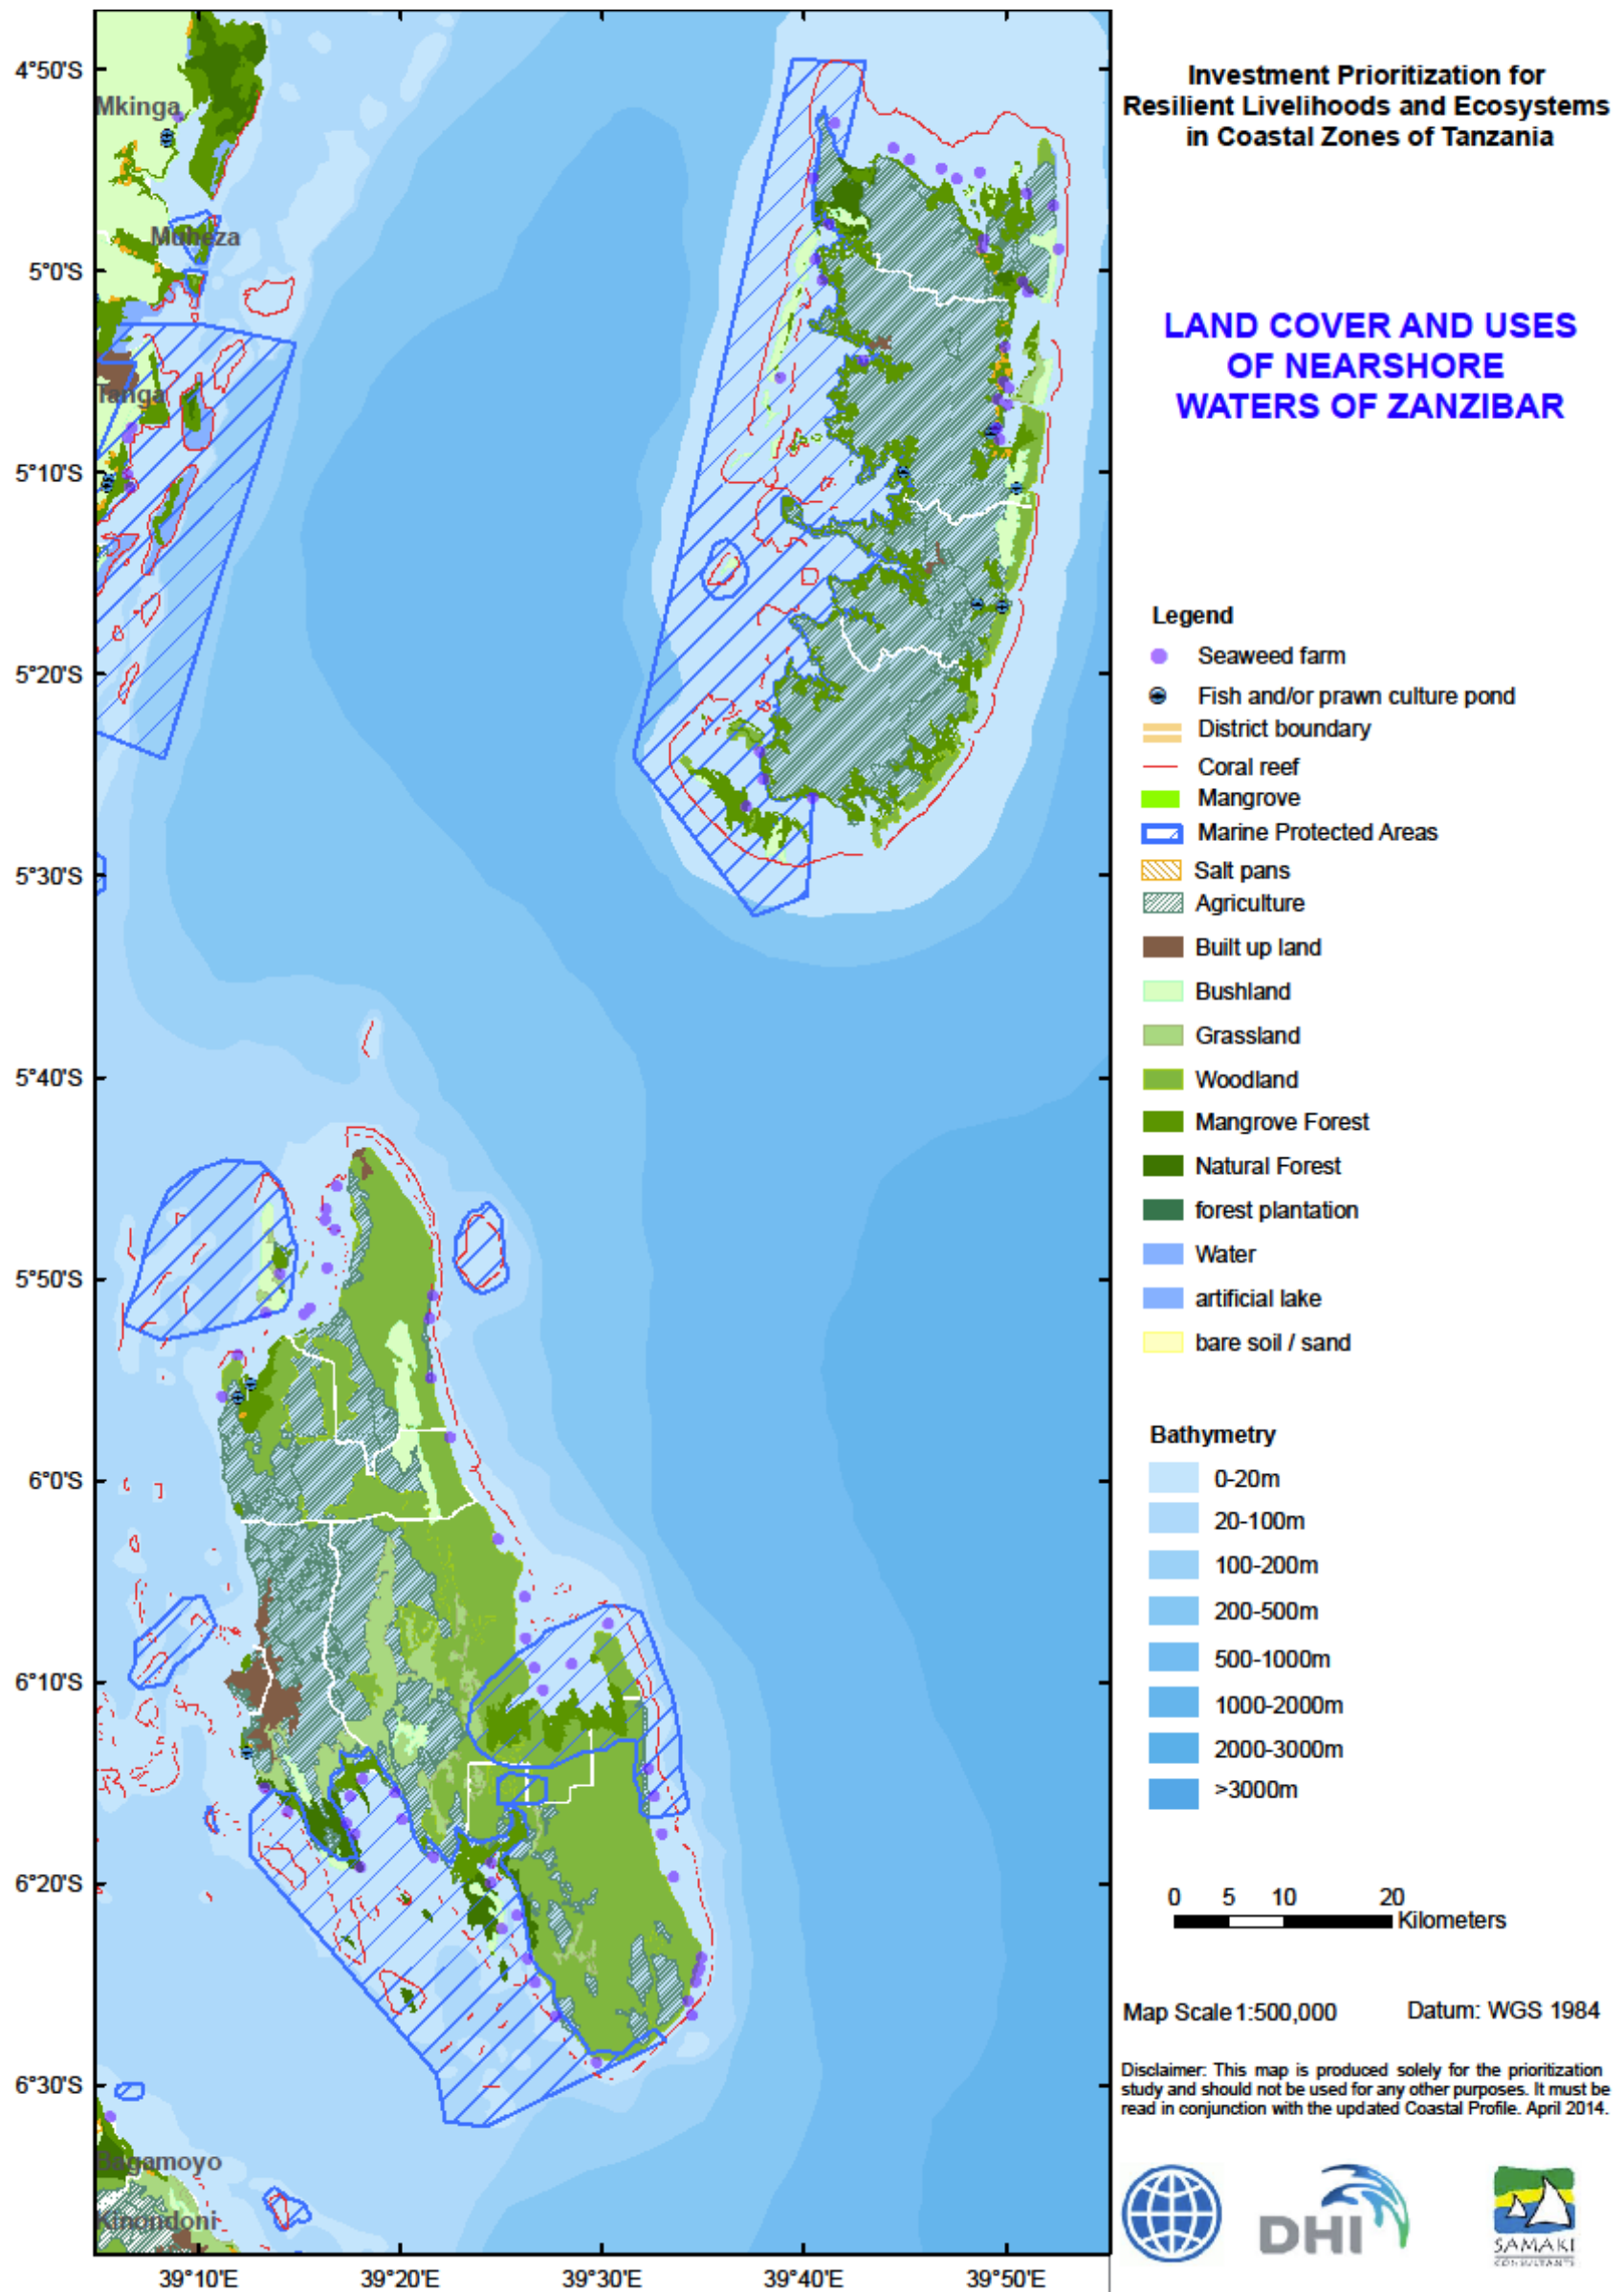 Investment Prioritization for
Resilient Livelihoods and Ecosystems
in Coastal Zones of Tanzania
LAND COVER AND USES
OF NEARSHORE
WATERS OF ZANZIBAR
Legend
Seaweed farm
Fish and/or prawn culture pond
District boundary
Coral reef
Mangrove
Marine Protected Areas
Salt pans
Agriculture
Built up land
Bushland
Grassland
Woodland
Mangrove Forest
Natural Forest
forest plantation
Water
artificial lake
bare soil / sand
Bathymetry
0-20m
20-100m
100-200m
200-500m
500-1000m
1000-2000m
2000-3000m
>3000m
0 5 10 20
Kilometers
Map Scale 1:500,000 Datum: WGS 1984
Disclaimer: This map is produced solely for the prioritization
study and should not be used for any other purposes. It must be
read in conjunction with the updated Coastal Profile. April 2014.
DHI
SAMAKI
CONSULTANTS
4°50'S
5°0'S
5°10'S
5°20'S
5°30'S
5°40'S
5°50'S
6°0'S
6°10'S
6°20'S
6°30'S
Mkinga
Muheza
Tanga
Bagamoyo
Kinondoni
39°10'E 39°20'E 39°30'E 39°40'E 39°50'E